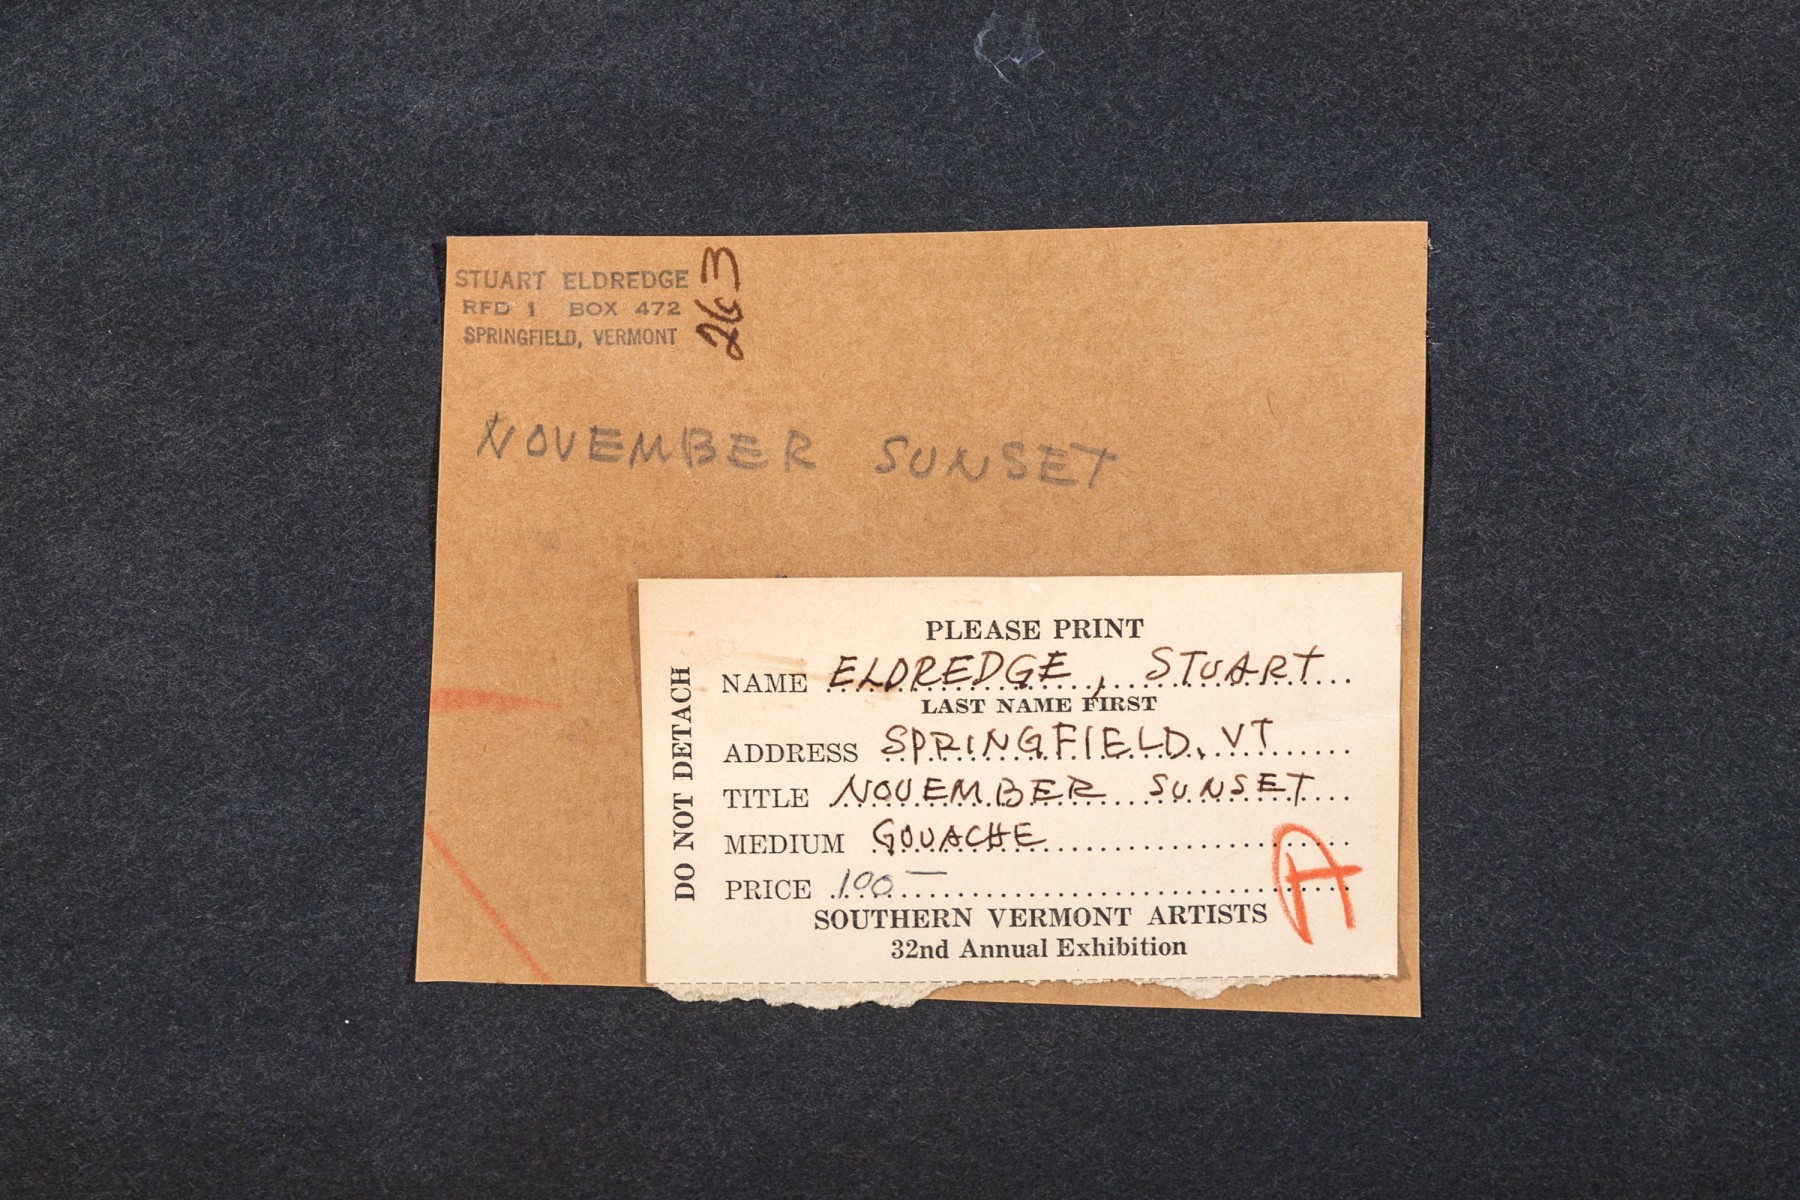 STUART ELDREDGE
RFD 1 BOX 472
SPRINGFIELD, VERMONT
263
NOVEMBER SUNSET
DO NOT DETACH
PLEASE PRINT
NAME ELDREDGE, STUART
LAST NAME FIRST
ADDRESS SPRINGFIELD, VT
TITLE NOVEMBER SUNSET
MEDIUM GOUACHE
PRICE 100 —
A
SOUTHERN VERMONT ARTISTS
32nd Annual Exhibition